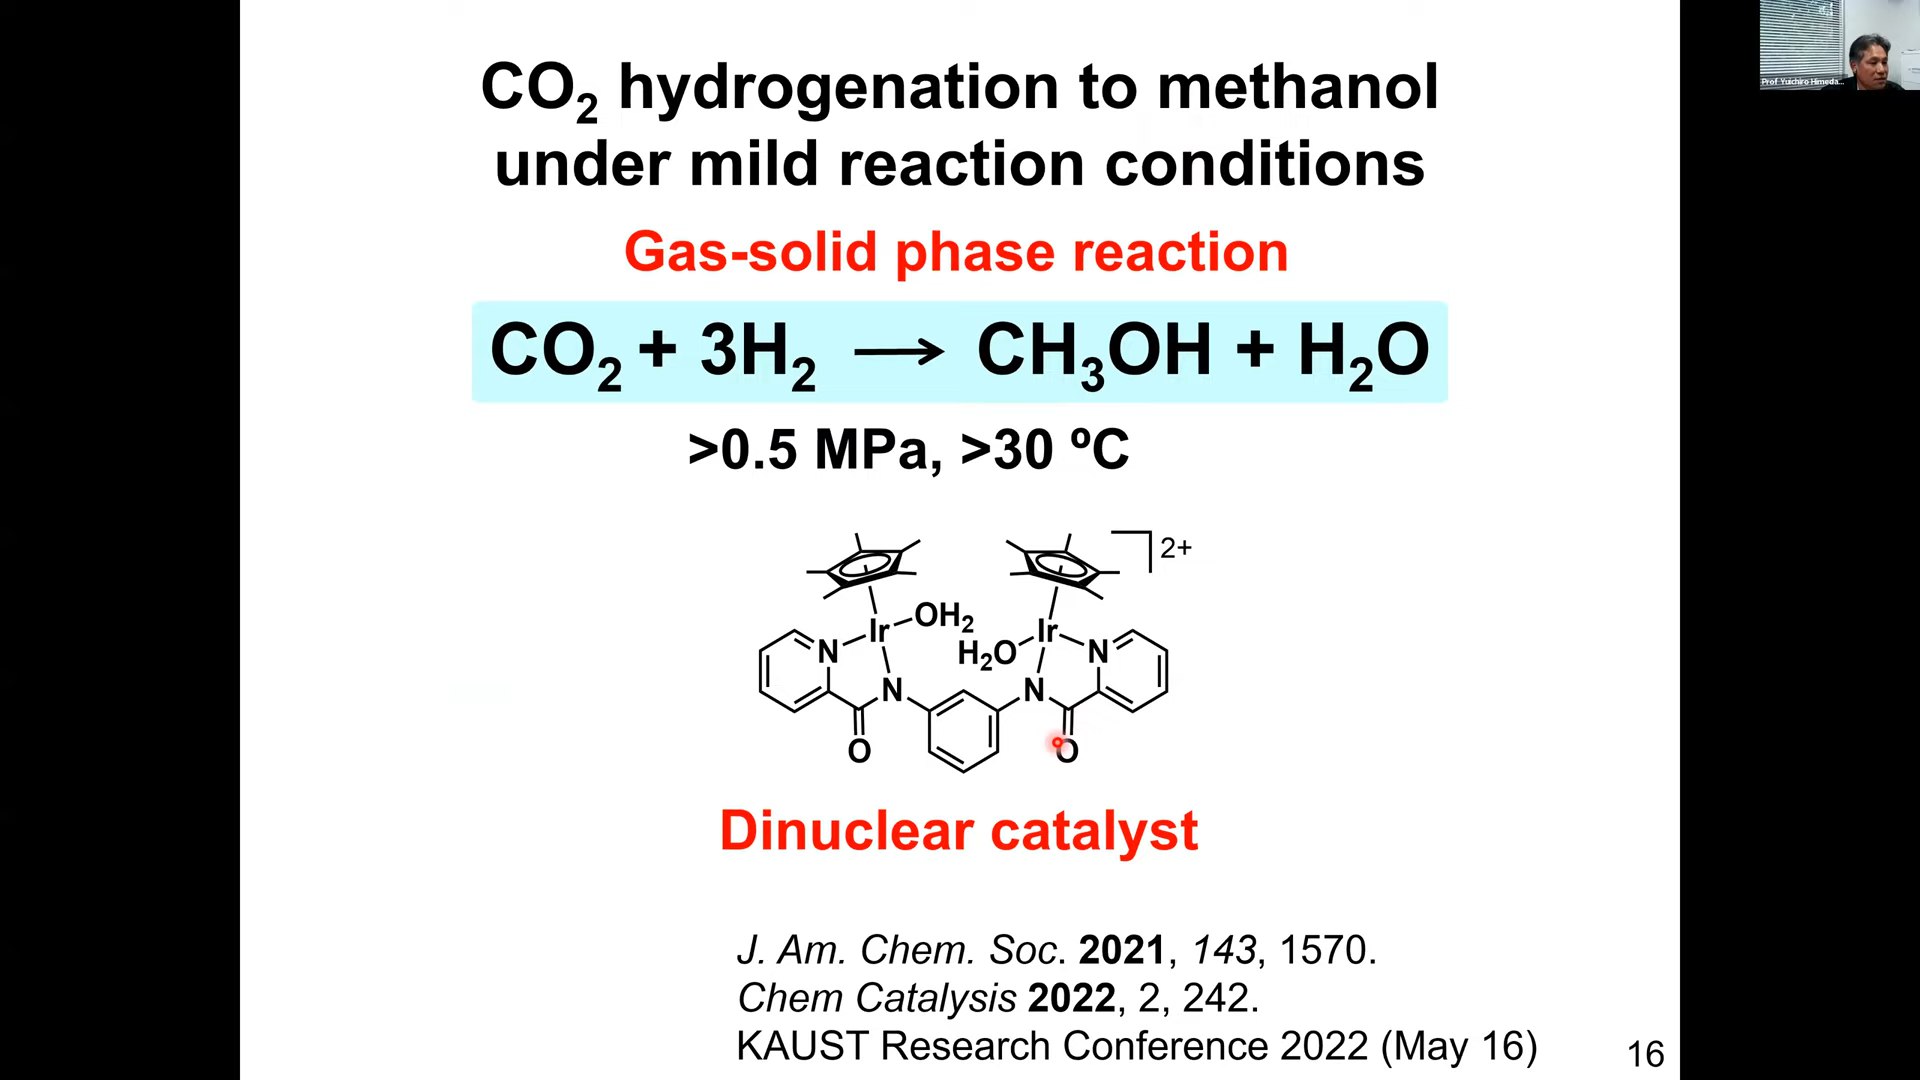 CO₂ hydrogenation to methanol
under mild reaction conditions
Gas-solid phase reaction
CO₂ + 3H₂ → CH₃OH + H₂O
>0.5 MPa, >30 ºC
2+
Ir OH₂ Ir
N H₂O N
N N
O O
Dinuclear catalyst
J. Am. Chem. Soc. 2021, 143, 1570.
Chem Catalysis 2022, 2, 242.
KAUST Research Conference 2022 (May 16)
16
Prof Yuichiro Himeda...